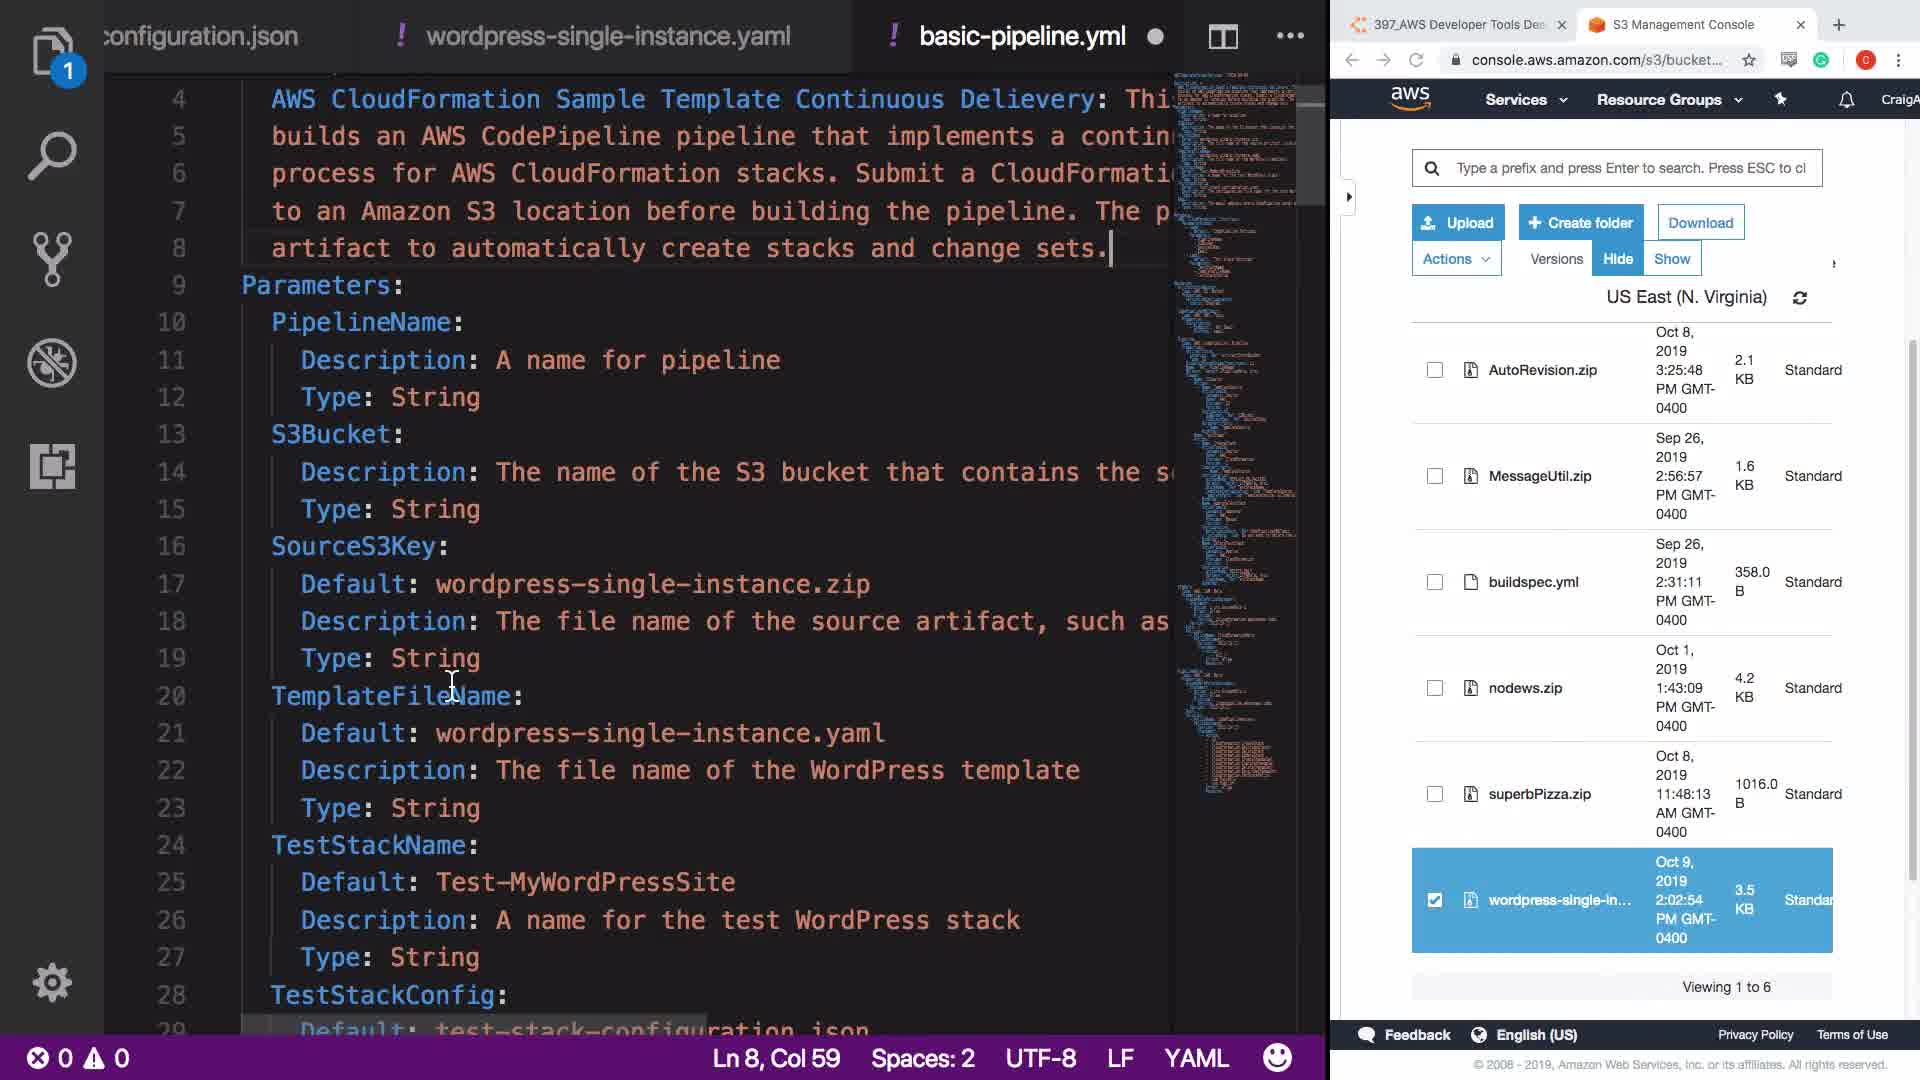 configuration.json
! wordpress-single-instance.yaml
! basic-pipeline.yml
1
4 AWS CloudFormation Sample Template Continuous Delievery: Thi
5 builds an AWS CodePipeline pipeline that implements a contin
6 process for AWS CloudFormation stacks. Submit a CloudFormati
7 to an Amazon S3 location before building the pipeline. The p
8 artifact to automatically create stacks and change sets.
9 Parameters:
10 PipelineName:
11 Description: A name for pipeline
12 Type: String
13 S3Bucket:
14 Description: The name of the S3 bucket that contains the s
15 Type: String
16 SourceS3Key:
17 Default: wordpress-single-instance.zip
18 Description: The file name of the source artifact, such as
19 Type: String
20 TemplateFileName:
21 Default: wordpress-single-instance.yaml
22 Description: The file name of the WordPress template
23 Type: String
24 TestStackName:
25 Default: Test-MyWordPressSite
26 Description: A name for the test WordPress stack
27 Type: String
28 TestStackConfig:
29 Default: test-stack-configuration.json
0 0
Ln 8, Col 59 Spaces: 2 UTF-8 LF YAML
397_AWS Developer Tools Dee
S3 Management Console
console.aws.amazon.com/s3/bucket...
C
aws Services Resource Groups CraigA
Type a prefix and press Enter to search. Press ESC to cl
Upload + Create folder Download
Actions Versions Hide Show
US East (N. Virginia)
AutoRevision.zip Oct 8, 2019 3:25:48 PM GMT-0400 2.1 KB Standard
MessageUtil.zip Sep 26, 2019 2:56:57 PM GMT-0400 1.6 KB Standard
buildspec.yml Sep 26, 2019 2:31:11 PM GMT-0400 358.0 B Standard
nodews.zip Oct 1, 2019 1:43:09 PM GMT-0400 4.2 KB Standard
superbPizza.zip Oct 8, 2019 11:48:13 AM GMT-0400 1016.0 B Standard
wordpress-single-in... Oct 9, 2019 2:02:54 PM GMT-0400 3.5 KB Standar
Viewing 1 to 6
Feedback English (US) Privacy Policy Terms of Use
© 2008 - 2019, Amazon Web Services, Inc. or its affiliates. All rights reserved.